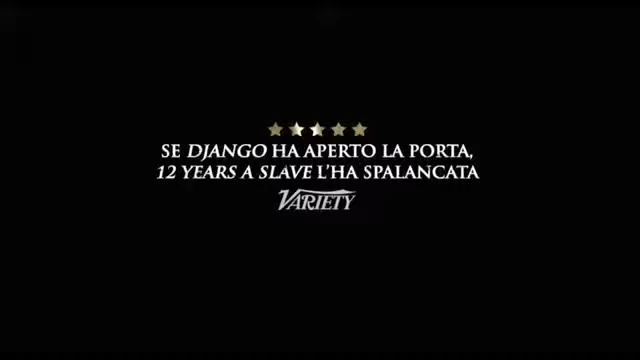 SE DJANGO HA APERTO LA PORTA,
12 YEARS A SLAVE L'HA SPALANCATA
VARIETY